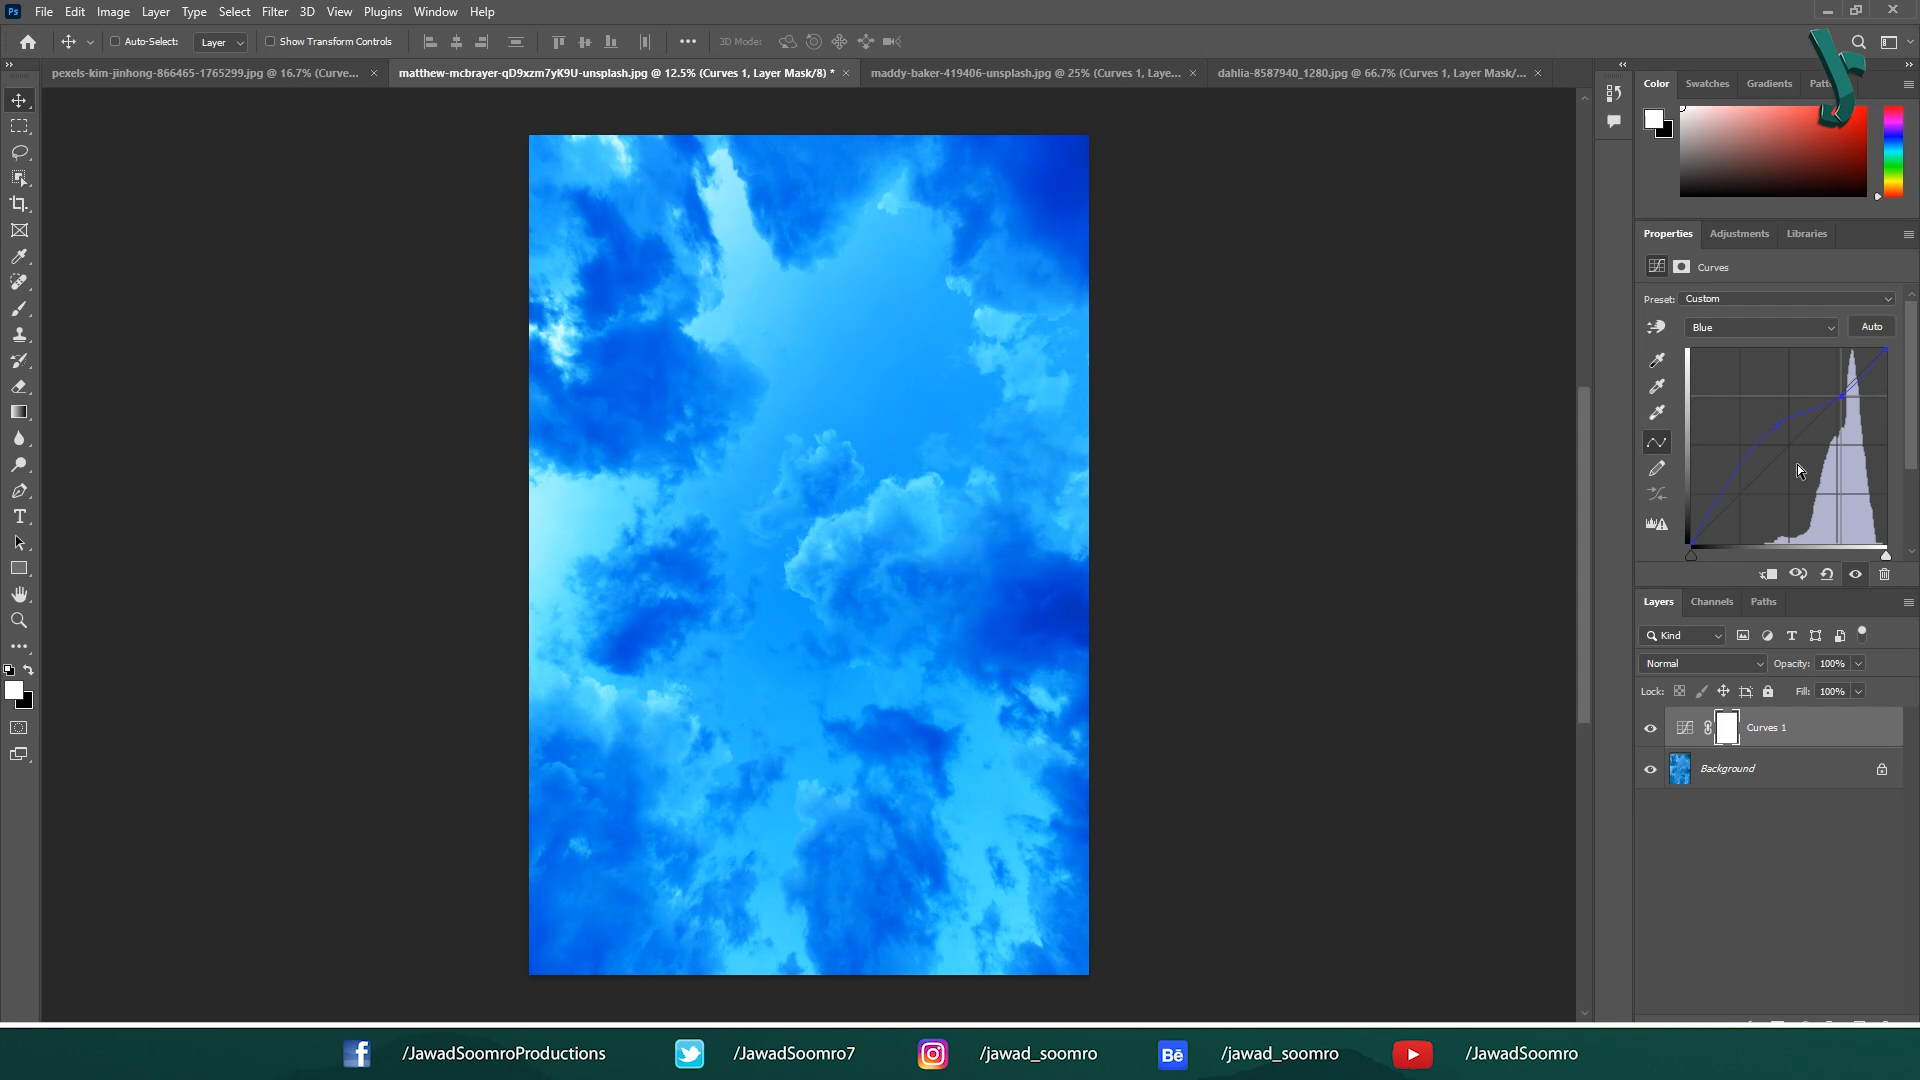 Ps File Edit Image Layer Type Select Filter 3D View Plugins Window Help
Auto-Select: Layer Show Transform Controls 3D Mode:
pexels-kim-jinhong-866465-1765299.jpg @ 16.7% (Curve... matthew-mcbrayer-qD9xzm7yK9U-unsplash.jpg @ 12.5% (Curves 1, Layer Mask/8) * maddy-baker-419406-unsplash.jpg @ 25% (Curves 1, Laye... dahlia-8587940_1280.jpg @ 66.7% (Curves 1, Layer Mask/...
Color Swatches Gradients
Properties Adjustments Libraries
Curves
Preset: Custom
Blue Auto
Layers Channels Paths
Kind
Normal Opacity: 100%
Lock: Fill: 100%
Curves 1
Background
/JawadSoomroProductions /JawadSoomro7 /jawad_soomro Bē /jawad_soomro /JawadSoomro